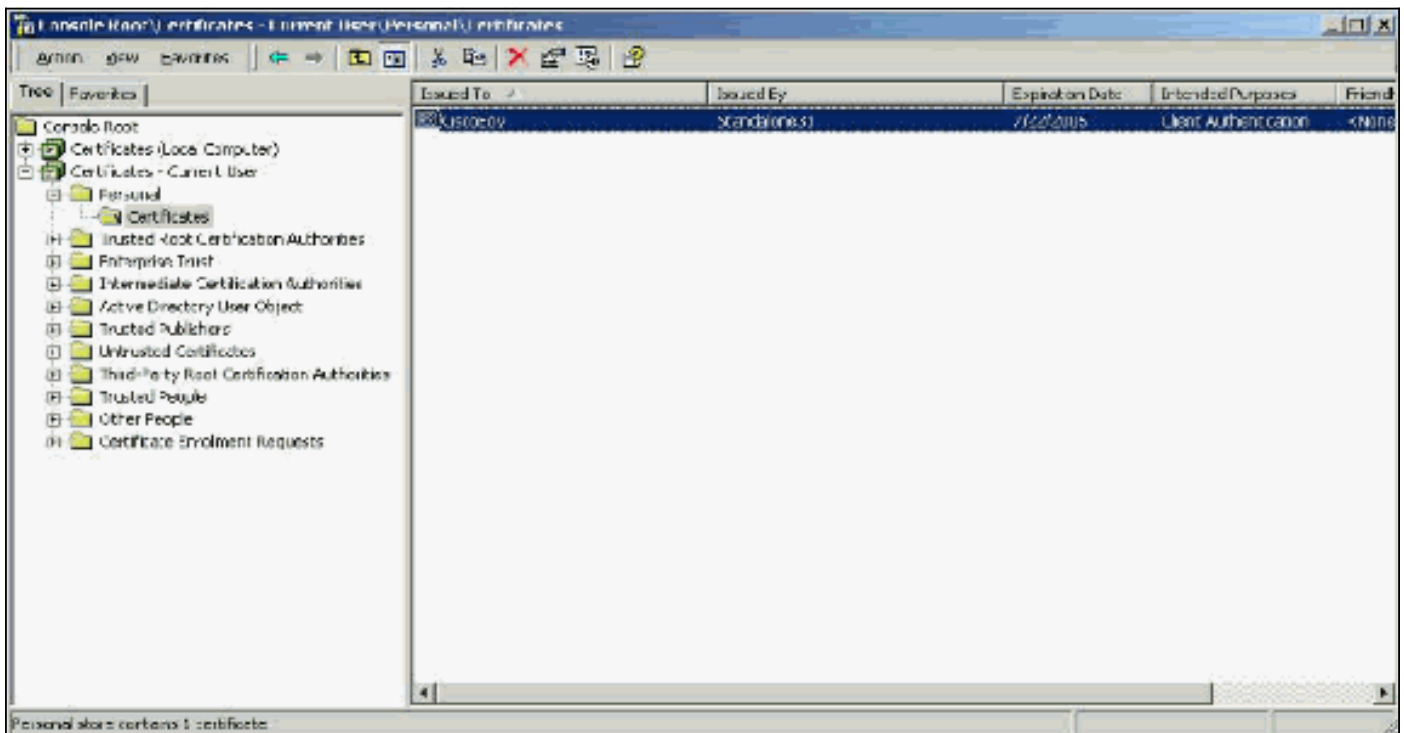 Console Root\Certificates - Current User\Personal\Certificates
Action View Favorites
Tree Favorites
Issued To Issued By Expiration Date Intended Purposes Friend
Console Root
Certificates (Local Computer)
Certificates - Current User
Personal
Certificates
Trusted Root Certification Authorities
Enterprise Trust
Intermediate Certification Authorities
Active Directory User Object
Trusted Publishers
Untrusted Certificates
Third-Party Root Certification Authorities
Trusted People
Other People
Certificate Enrolment Requests
Client Authentication <None
Personal store contains 1 certificate